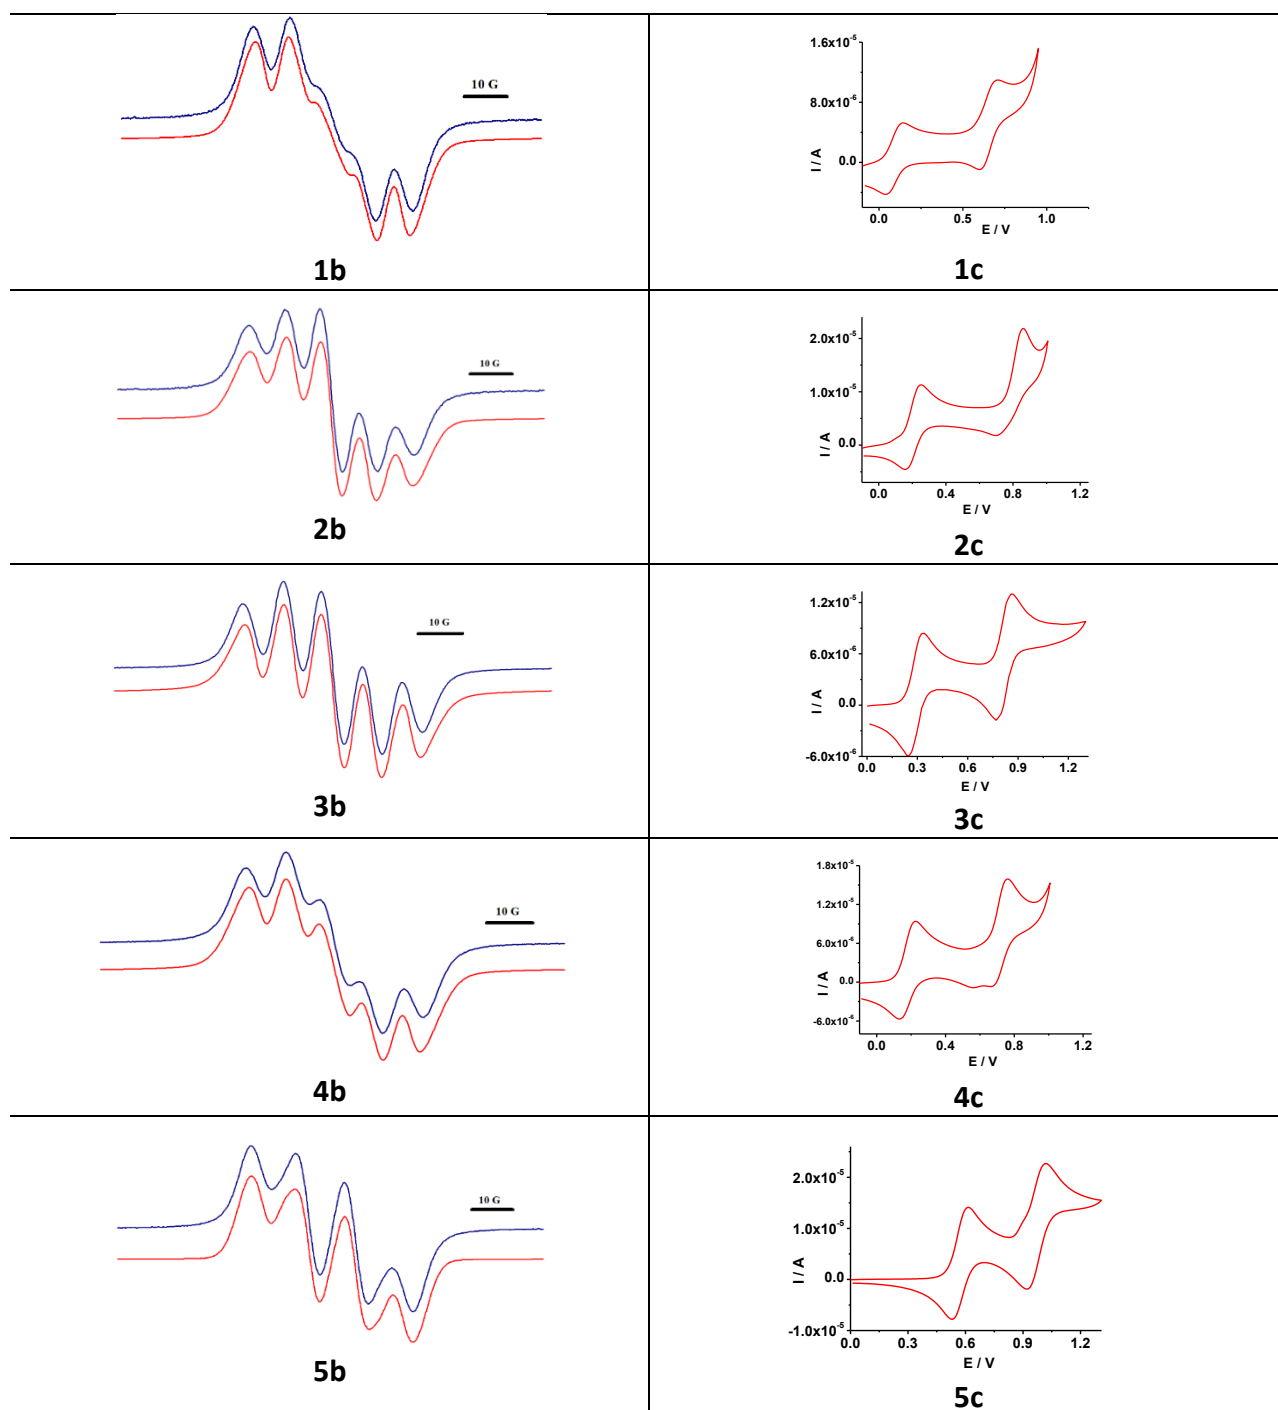 10 G
1b
1.6x10⁻⁵
8.0x10⁻⁶
0.0
I / A
0.0
0.5
1.0
E / V
1c
10 G
2b
2.0x10⁻⁵
1.0x10⁻⁵
0.0
I / A
0.0
0.4
0.8
1.2
E / V
2c
10 G
3b
1.2x10⁻⁵
6.0x10⁻⁶
0.0
-6.0x10⁻⁶
I / A
0.0
0.3
0.6
0.9
1.2
E / V
3c
10 G
4b
1.8x10⁻⁵
1.2x10⁻⁵
6.0x10⁻⁶
0.0
-6.0x10⁻⁶
I / A
0.0
0.4
0.8
1.2
E / V
4c
10 G
5b
2.0x10⁻⁵
1.0x10⁻⁵
0.0
-1.0x10⁻⁵
I / A
0.0
0.3
0.6
0.9
1.2
E / V
5c